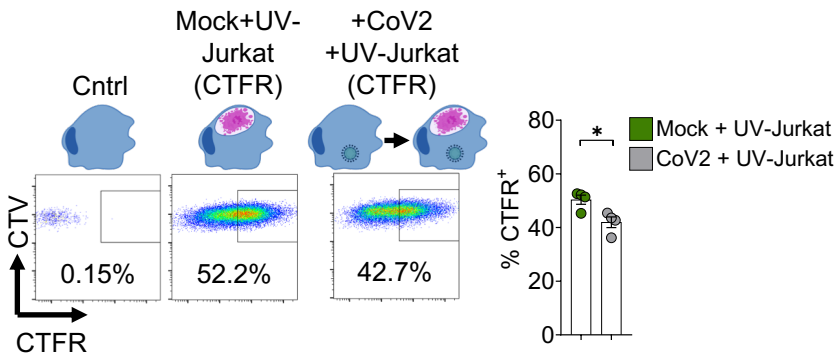 Cntrl
Mock+UV-
Jurkat
(CTFR)
+CoV2
+UV-Jurkat
(CTFR)
CTV
0.15%
52.2%
42.7%
CTFR
% CTFR+
80
60
40
20
0
*
Mock + UV-Jurkat
CoV2 + UV-Jurkat